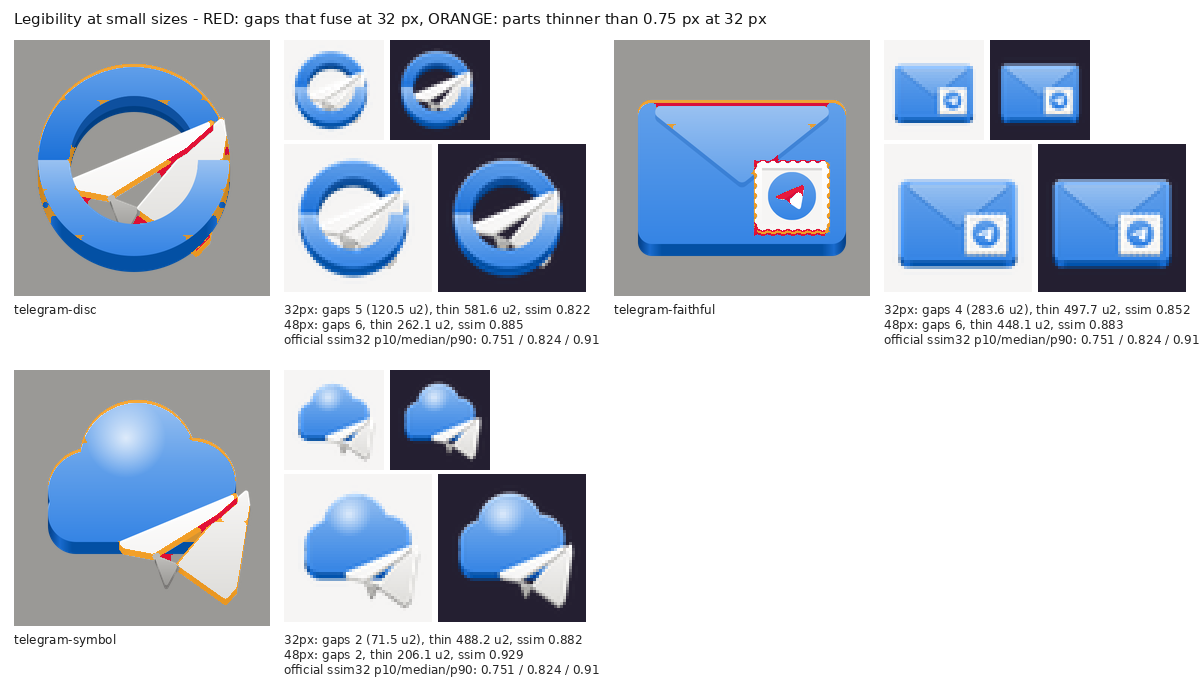 Legibility at small sizes - RED: gaps that fuse at 32 px, ORANGE: parts thinner than 0.75 px at 32 px
telegram-disc
32px: gaps 5 (120.5 u2), thin 581.6 u2, ssim 0.822
48px: gaps 6, thin 262.1 u2, ssim 0.885
official ssim32 p10/median/p90: 0.751 / 0.824 / 0.91
telegram-faithful
32px: gaps 4 (283.6 u2), thin 497.7 u2, ssim 0.852
48px: gaps 6, thin 448.1 u2, ssim 0.883
official ssim32 p10/median/p90: 0.751 / 0.824 / 0.91
telegram-symbol
32px: gaps 2 (71.5 u2), thin 488.2 u2, ssim 0.882
48px: gaps 2, thin 206.1 u2, ssim 0.929
official ssim32 p10/median/p90: 0.751 / 0.824 / 0.91